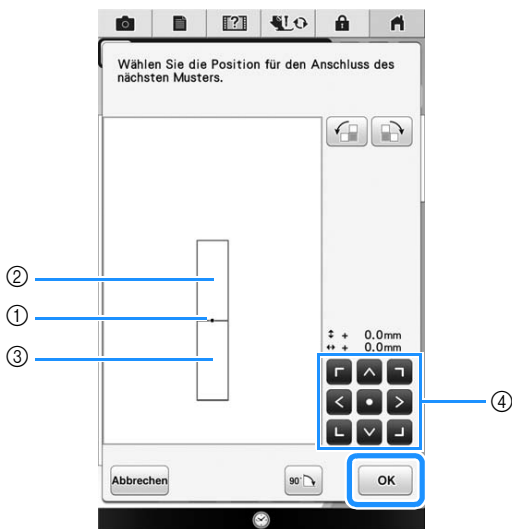 Wählen Sie die Position für den Anschluss des
nächsten Musters.
②
①
③
+ 0.0mm
+ 0.0mm
④
Abbrechen
90°
OK